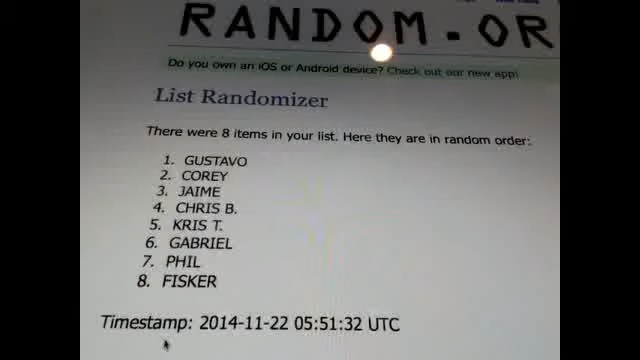 RANDOM.OR
Do you own an iOS or Android device? Check out our new app!
List Randomizer
There were 8 items in your list. Here they are in random order:
1. GUSTAVO
2. COREY
3. JAIME
4. CHRIS B.
5. KRIS T.
6. GABRIEL
7. PHIL
8. FISKER
Timestamp: 2014-11-22 05:51:32 UTC